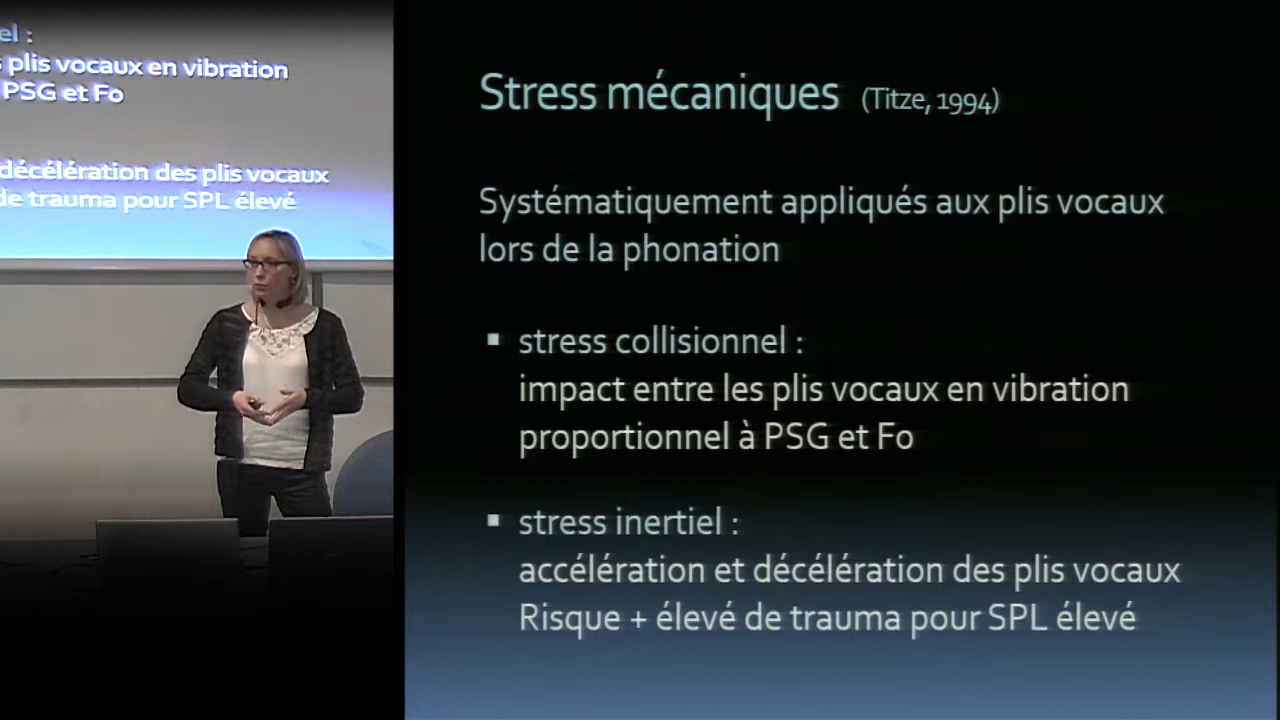 el :
s plis vocaux en vibration
PSG et Fo
décélération des plis vocaux
de trauma pour SPL élevé
Stress mécaniques (Titze, 1994)
Systématiquement appliqués aux plis vocaux
lors de la phonation
▪ stress collisionnel :
impact entre les plis vocaux en vibration
proportionnel à PSG et Fo
▪ stress inertiel :
accélération et décélération des plis vocaux
Risque + élevé de trauma pour SPL élevé